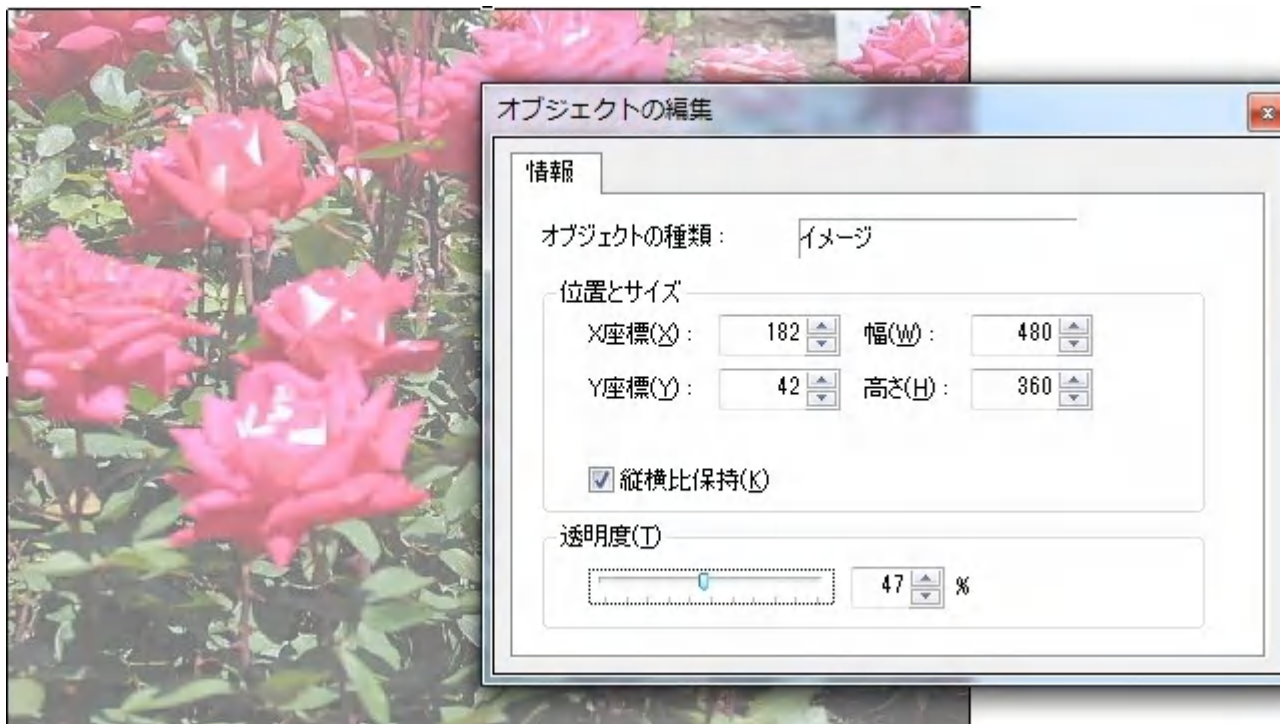 オブジェクトの編集
情報
オブジェクトの種類： イメージ
位置とサイズ
X座標(X)： 182 幅(W)： 480
Y座標(Y)： 42 高さ(H)： 360
縦横比保持(K)
透明度(T)
47 %